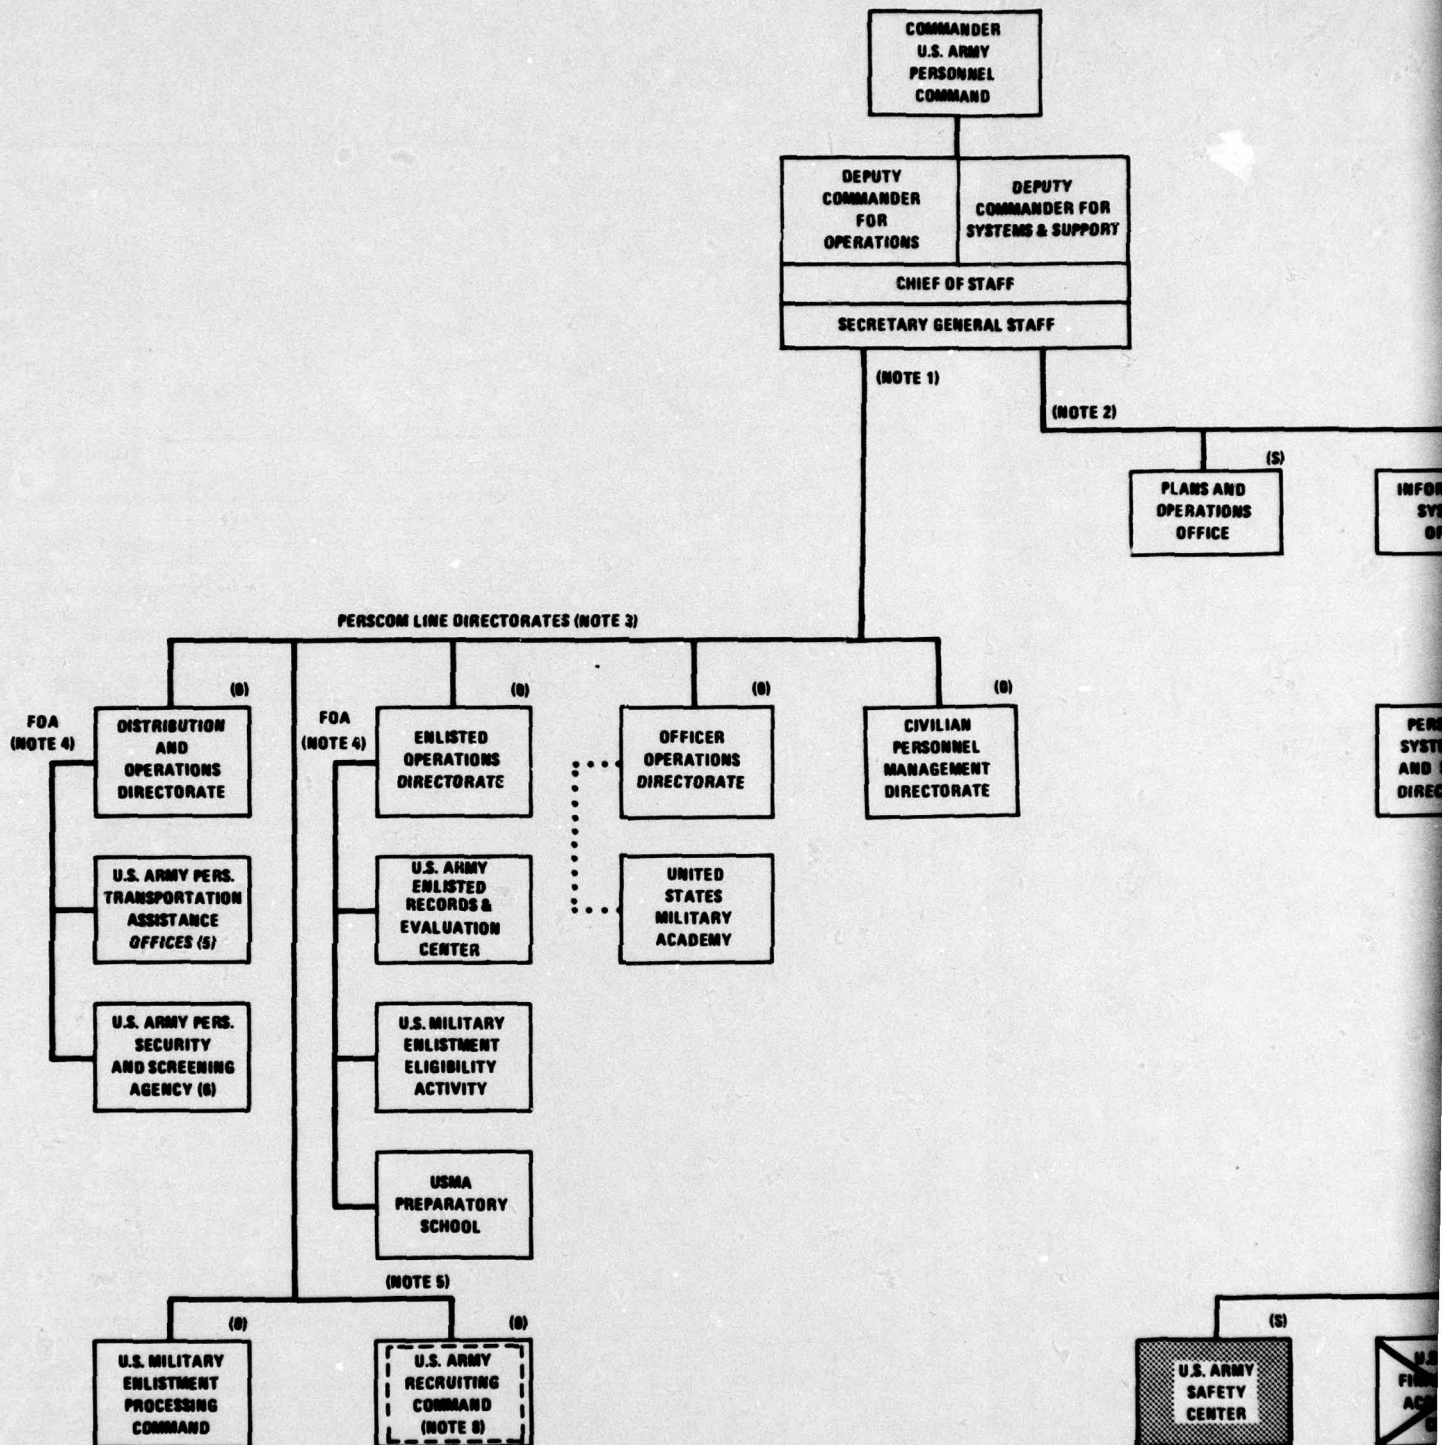 COMMANDER
U.S. ARMY
PERSONNEL
COMMAND
DEPUTY
COMMANDER
FOR
OPERATIONS
DEPUTY
COMMANDER FOR
SYSTEMS & SUPPORT
CHIEF OF STAFF
SECRETARY GENERAL STAFF
(NOTE 1)
(NOTE 2)
(S)
PLANS AND
OPERATIONS
OFFICE
PERSCOM LINE DIRECTORATES (NOTE 3)
FOA
(NOTE 4)
(O)
DISTRIBUTION
AND
OPERATIONS
DIRECTORATE
U.S. ARMY PERS.
TRANSPORTATION
ASSISTANCE
OFFICES (5)
U.S. ARMY PERS.
SECURITY
AND SCREENING
AGENCY (6)
FOA
(NOTE 4)
(O)
ENLISTED
OPERATIONS
DIRECTORATE
U.S. ARMY
ENLISTED
RECORDS &
EVALUATION
CENTER
U.S. MILITARY
ENLISTMENT
ELIGIBILITY
ACTIVITY
USMA
PREPARATORY
SCHOOL
(O)
OFFICER
OPERATIONS
DIRECTORATE
UNITED
STATES
MILITARY
ACADEMY
(O)
CIVILIAN
PERSONNEL
MANAGEMENT
DIRECTORATE
AND
(NOTE 5)
(O)
U.S. MILITARY
ENLISTMENT
PROCESSING
COMMAND
(O)
U.S. ARMY
RECRUITING
COMMAND
(NOTE 8)
(S)
U.S. ARMY
SAFETY
CENTER